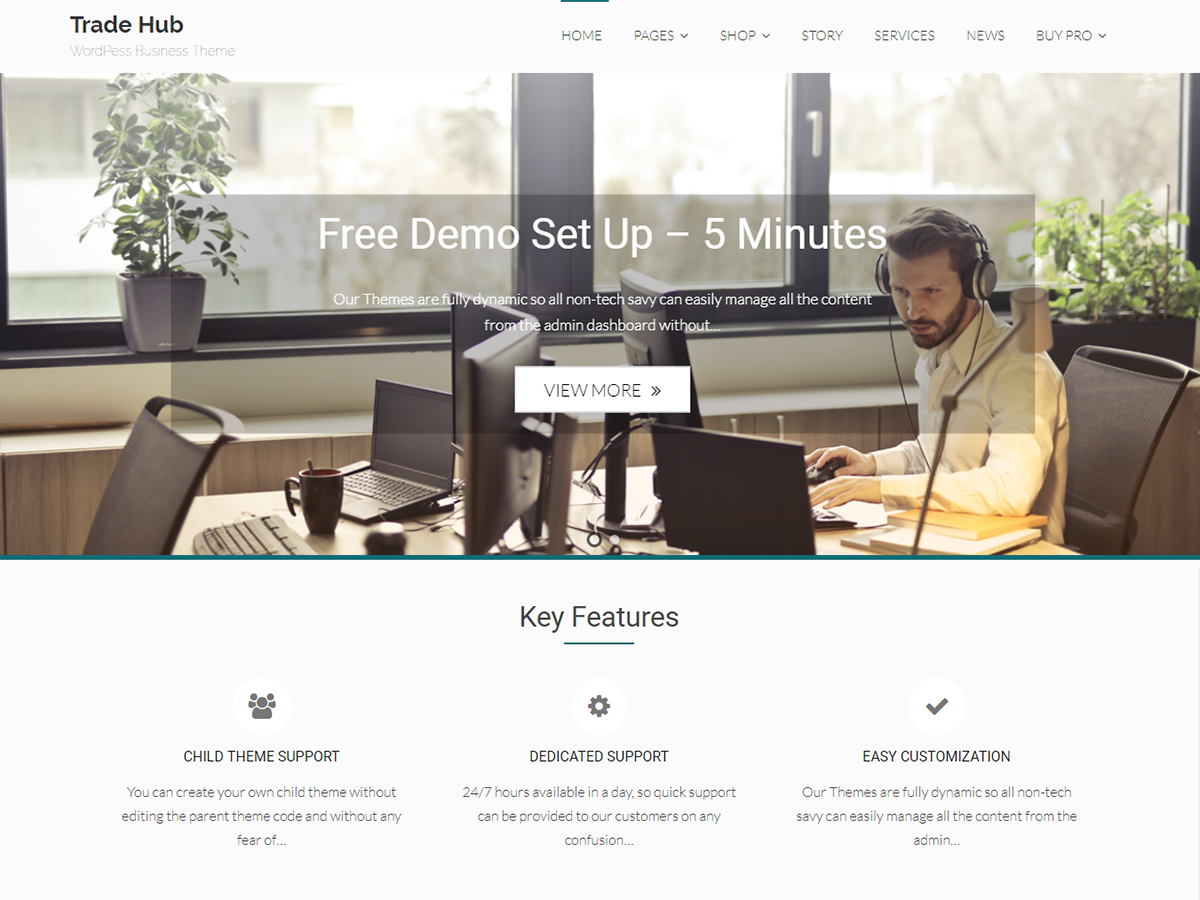 Trade Hub
WordPess Business Theme
HOME PAGES SHOP STORY SERVICES NEWS BUY PRO
Free Demo Set Up – 5 Minutes
Our Themes are fully dynamic so all non-tech savy can easily manage all the content
from the admin dashboard without...
VIEW MORE »
Key Features
CHILD THEME SUPPORT
You can create your own child theme without
editing the parent theme code and without any
fear of...
DEDICATED SUPPORT
24/7 hours available in a day, so quick support
can be provided to our customers on any
confusion...
EASY CUSTOMIZATION
Our Themes are fully dynamic so all non-tech
savy can easily manage all the content from the
admin...